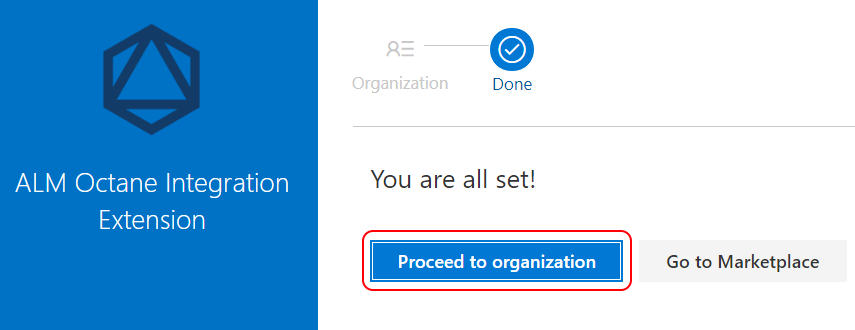 ALM Octane Integration
Extension
Organization
Done
You are all set!
Proceed to organization
Go to Marketplace